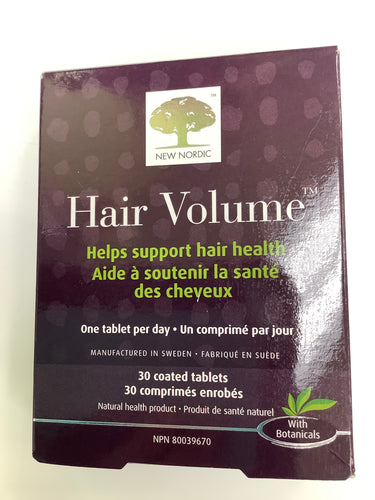 ™
NEW NORDIC
Hair Volume™
Helps support hair health
Aide à soutenir la santé
des cheveux
One tablet per day • Un comprimé par jour
MANUFACTURED IN SWEDEN • FABRIQUÉ EN SUÈDE
30 coated tablets
30 comprimés enrobés
Natural health product • Produit de santé naturel
NPN 80039670
With
Botanicals